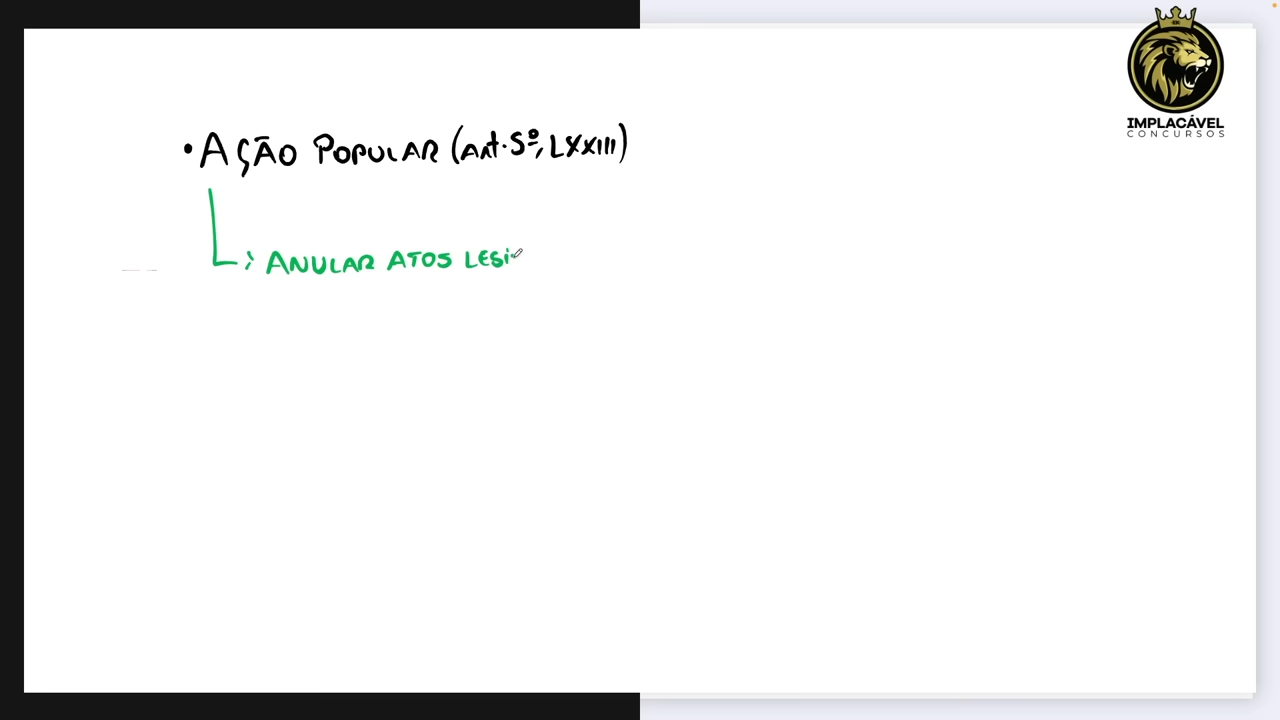 IMPLACÁVEL
CONCURSOS
• AÇÃO POPULAR (Art. 5º, LXXIII)
ANULAR ATOS LESI